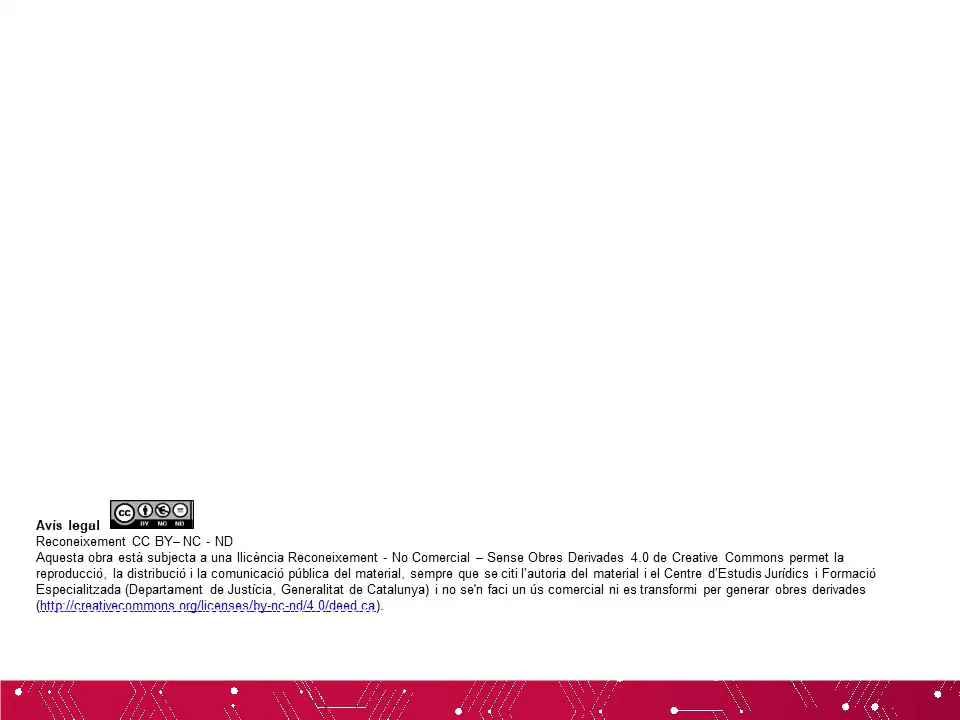 Avís legal
cc BY NC ND
Reconeixement CC BY– NC - ND
Aquesta obra està subjecta a una llicència Reconeixement - No Comercial – Sense Obres Derivades 4.0 de Creative Commons permet la
reproducció, la distribució i la comunicació pública del material, sempre que se citi l'autoria del material i el Centre d'Estudis Jurídics i Formació
Especialitzada (Departament de Justícia, Generalitat de Catalunya) i no se'n faci un ús comercial ni es transformi per generar obres derivades
(http://creativecommons.org/licenses/by-nc-nd/4.0/deed.ca).